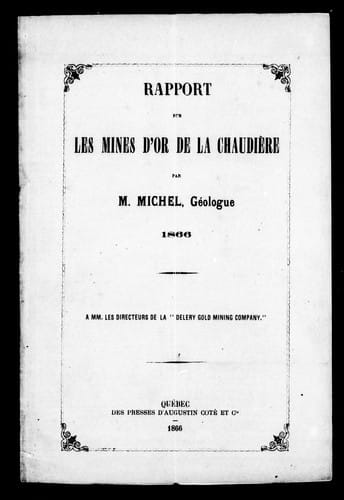 RAPPORT
SUR
LES MINES D'OR DE LA CHAUDIÈRE
PAR
M. MICHEL, Géologue
1866
A MM. LES DIRECTEURS DE LA "DELERY GOLD MINING COMPANY."
QUÉBEC
DES PRESSES D'AUGUSTIN COTÉ ET Cie
1866